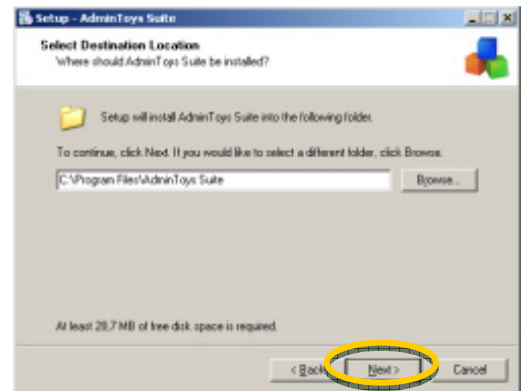 Setup - AdminToys Suite
Select Destination Location
Where should AdminToys Suite be installed?
Setup will install AdminToys Suite into the following folder.
To continue, click Next. If you would like to select a different folder, click Browse.
C:\Program Files\AdminToys Suite
Browse...
At least 28,7 MB of free disk space is required.
< Back
Next >
Cancel